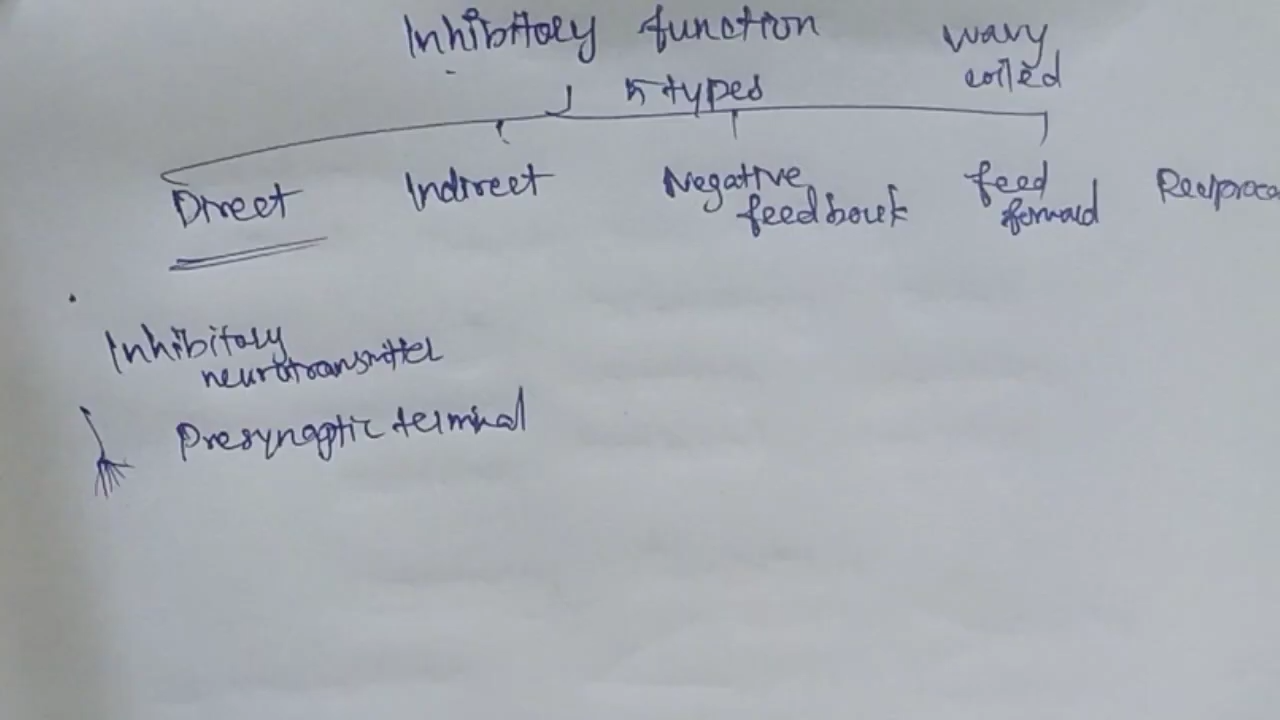 Inhibitory function
wavy
coiled
5 types
Direct
Indirect
Negative
feedback
feed
forward
Reciproca
Inhibitory
neurotransmitter
Presynaptic terminal